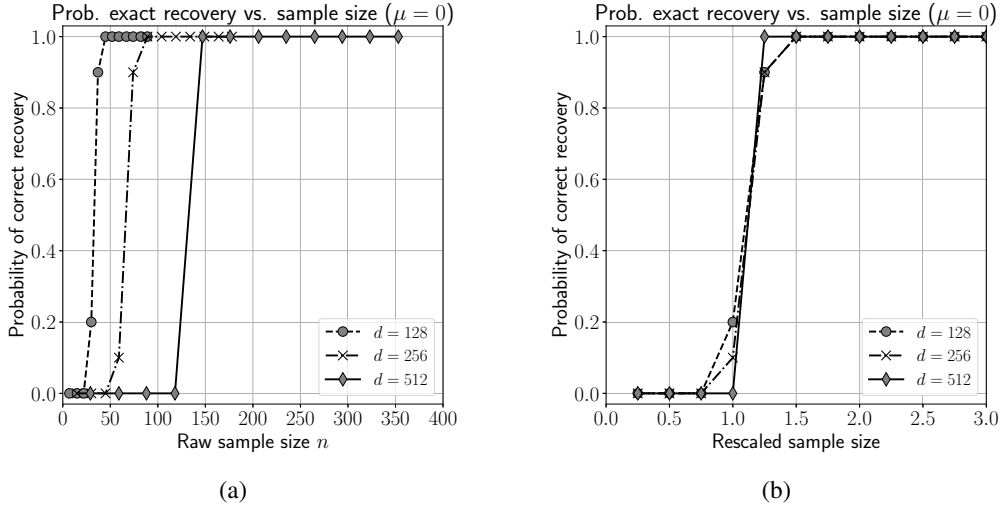 Prob. exact recovery vs. sample size (μ = 0)
Probability of correct recovery
1.0
0.8
0.6
0.4
0.2
0.0
d = 128
d = 256
d = 512
0 50 100 150 200 250 300 350 400
Raw sample size n
(a)
Prob. exact recovery vs. sample size (μ = 0)
Probability of correct recovery
1.0
0.8
0.6
0.4
0.2
0.0
d = 128
d = 256
d = 512
0.0 0.5 1.0 1.5 2.0 2.5 3.0
Rescaled sample size
(b)